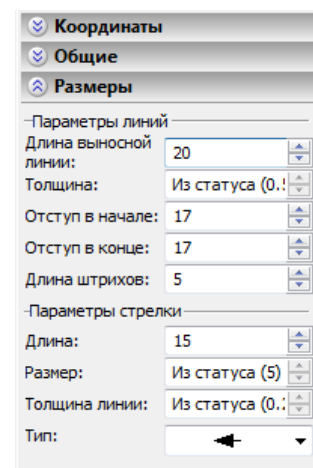 Координаты
Общие
Размеры
Параметры линий
Длина выносной
линии: 20
Толщина: Из статуса (0.
Отступ в начале: 17
Отступ в конце: 17
Длина штрихов: 5
Параметры стрелки
Длина: 15
Размер: Из статуса (5)
Толщина линии: Из статуса (0.
Тип: